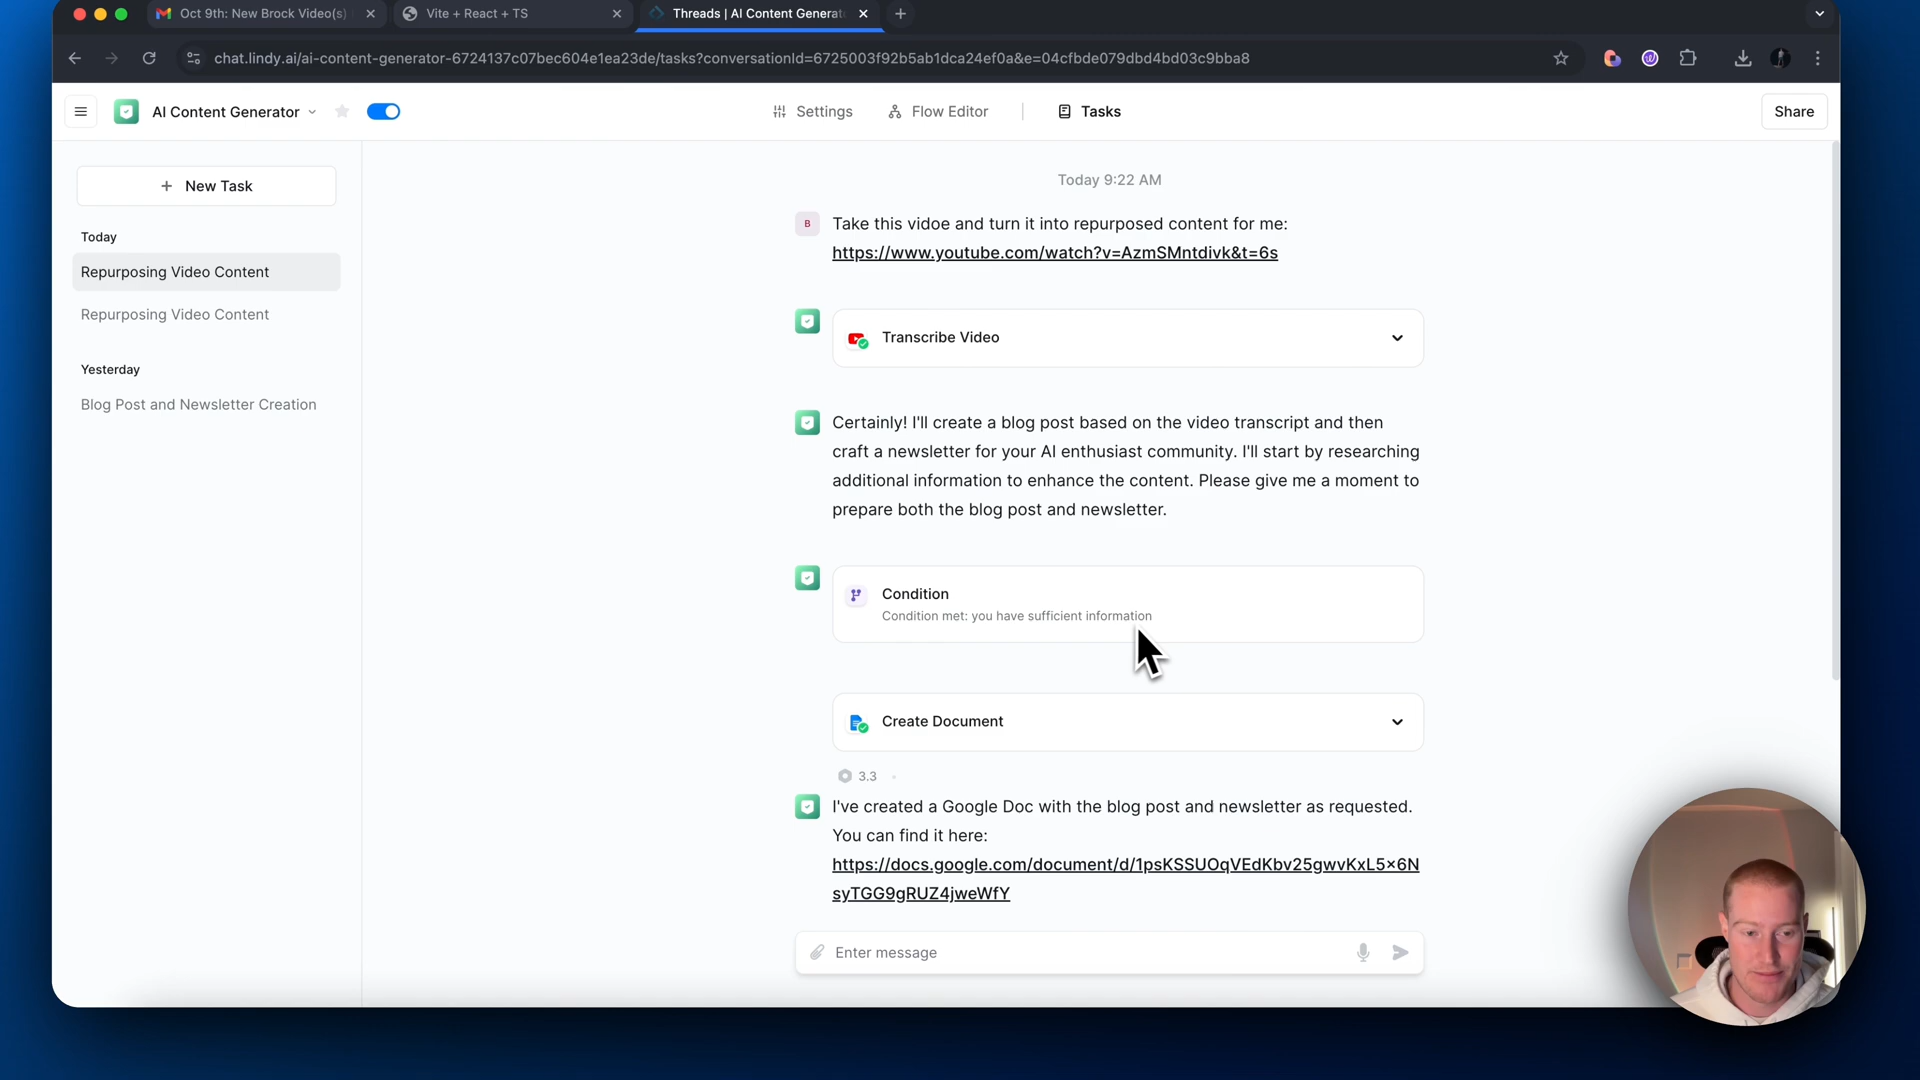 Oct 9th: New Brock Video(s)
Vite + React + TS
Threads | AI Content Generat
chat.lindy.ai/ai-content-generator-6724137c07bec604e1ea23de/tasks?conversationId=6725003f92b5ab1dca24ef0a&e=04cfbde079dbd4bd03c9bba8
AI Content Generator
Settings
Flow Editor
Tasks
Share
New Task
Today
Repurposing Video Content
Repurposing Video Content
Yesterday
Blog Post and Newsletter Creation
Today 9:22 AM
B
Take this vidoe and turn it into repurposed content for me:
https://www.youtube.com/watch?v=AzmSMntdivk&t=6s
Transcribe Video
Certainly! I'll create a blog post based on the video transcript and then
craft a newsletter for your AI enthusiast community. I'll start by researching
additional information to enhance the content. Please give me a moment to
prepare both the blog post and newsletter.
Condition
Condition met: you have sufficient information
Create Document
3.3
I've created a Google Doc with the blog post and newsletter as requested.
You can find it here:
https://docs.google.com/document/d/1psKSSUOqVEdKbv25gwvKxL5x6N
syTGG9gRUZ4jweWfY
Enter message